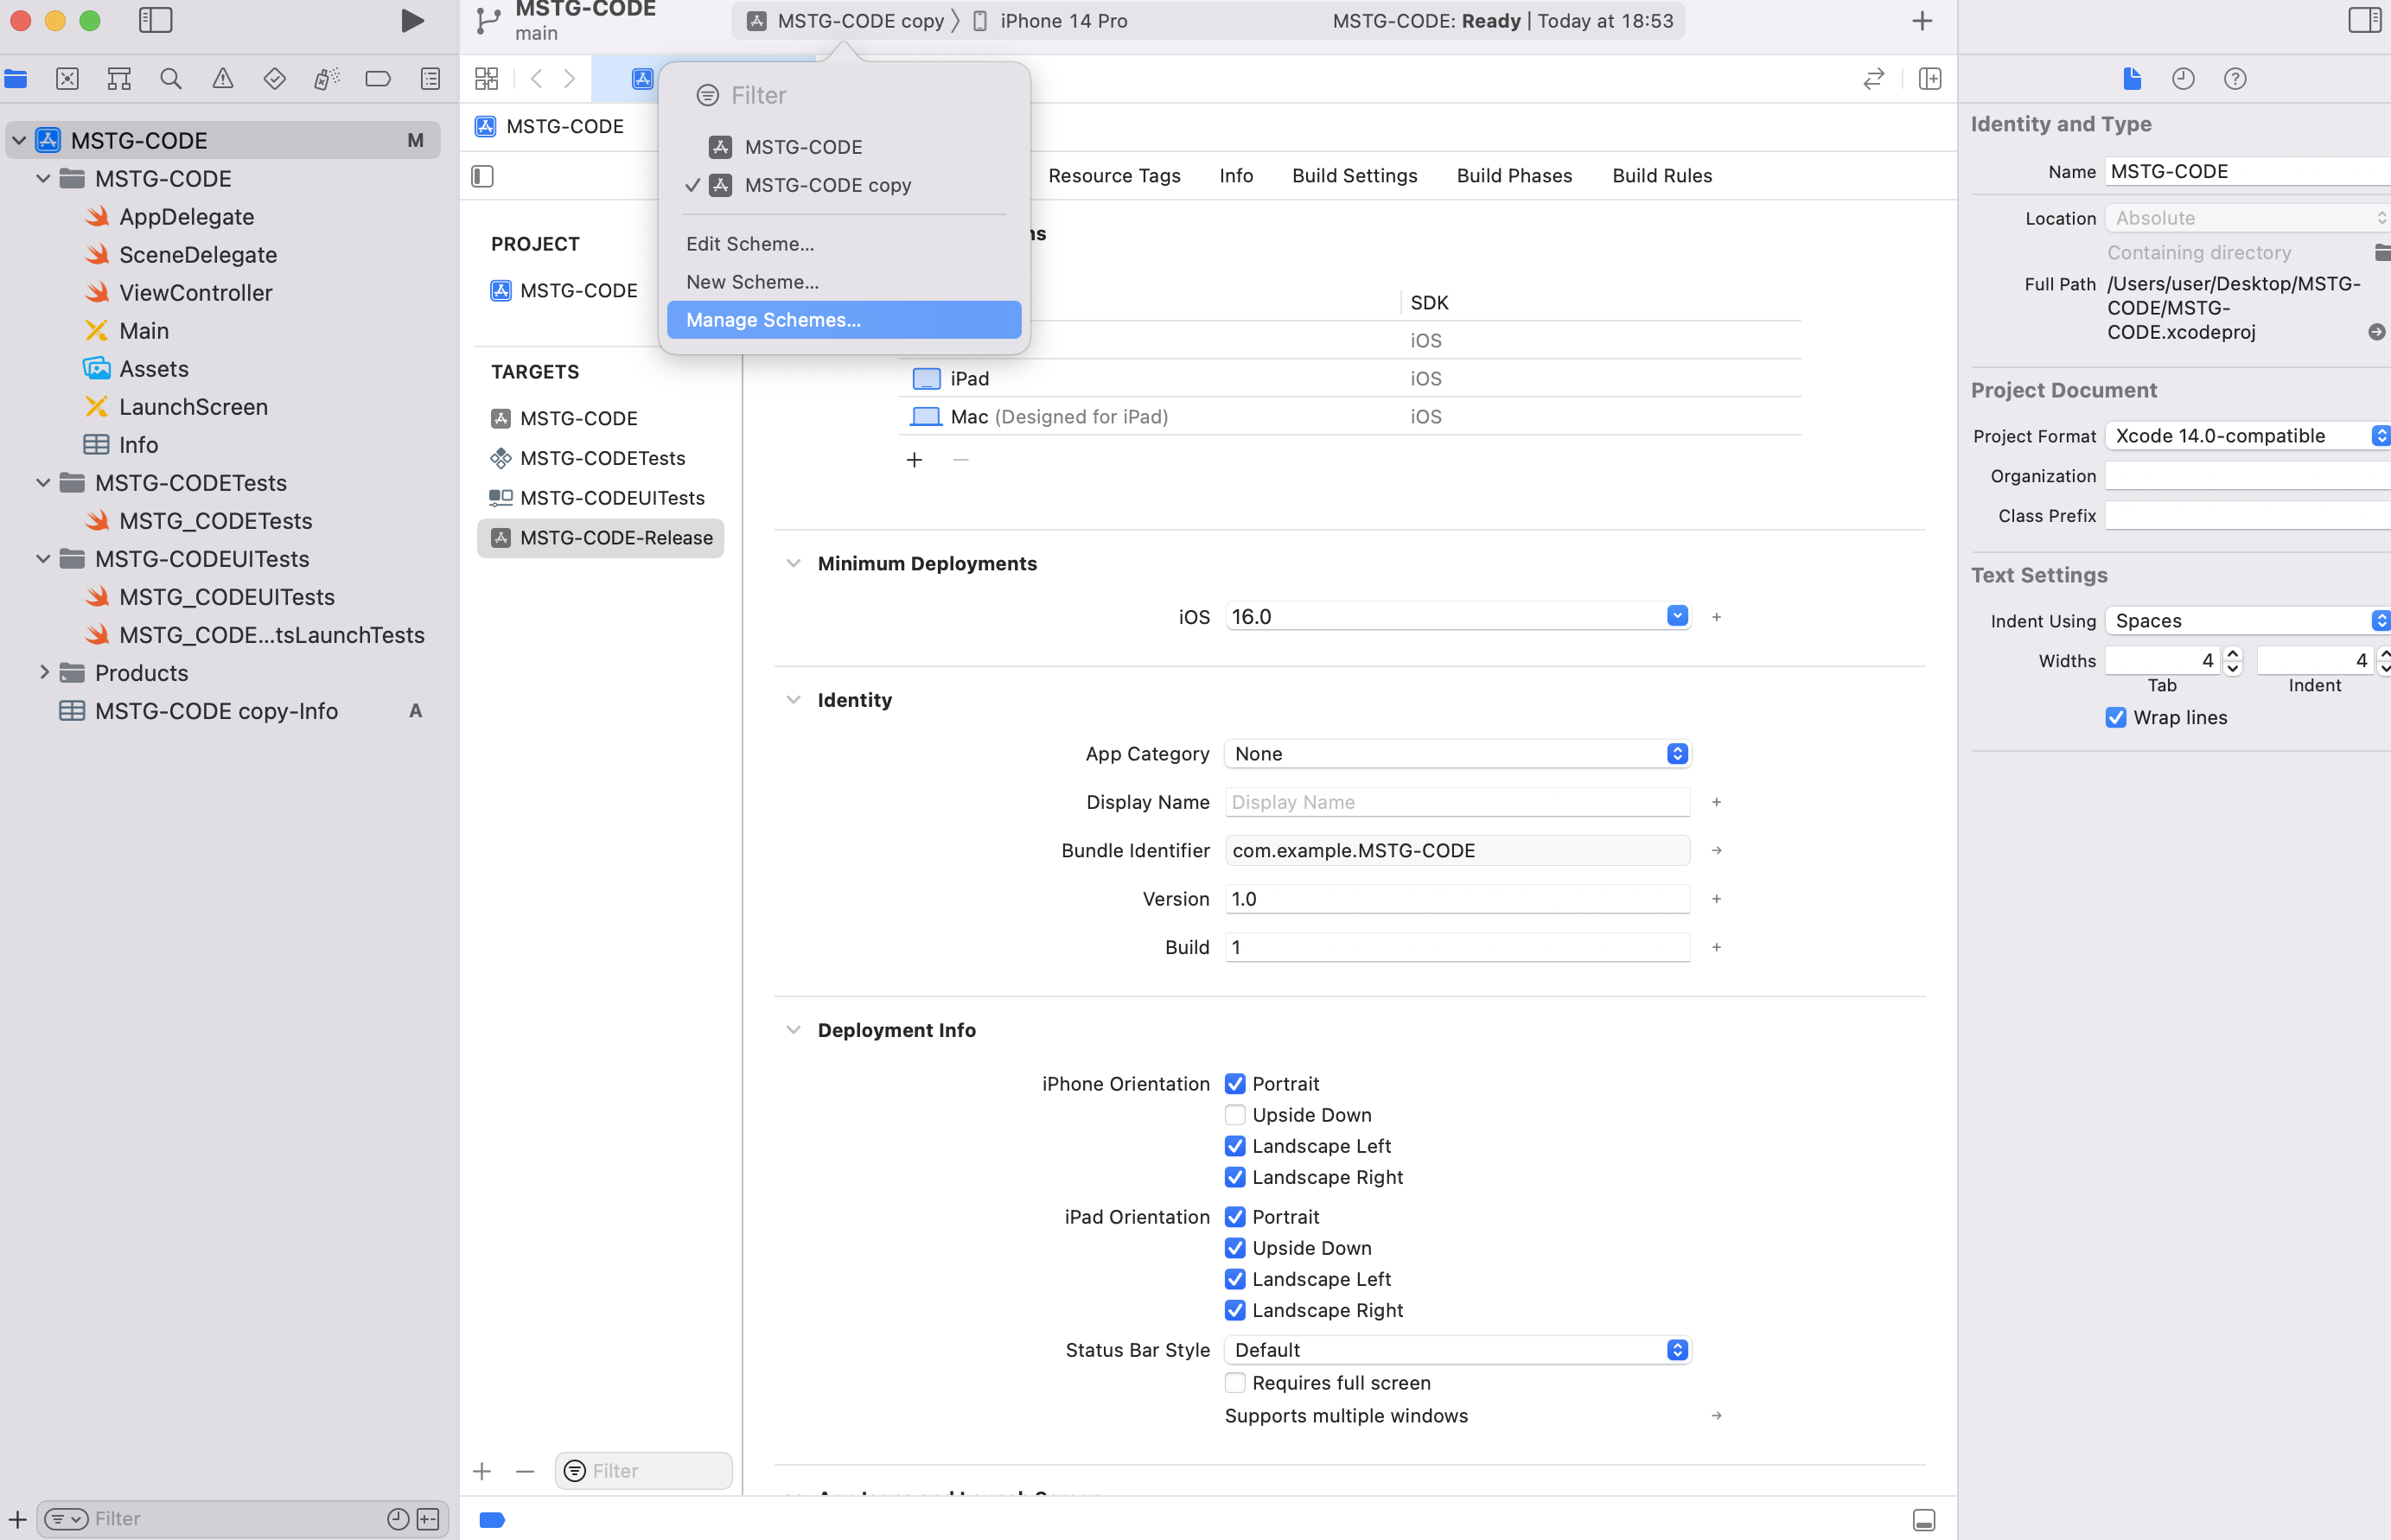 MSTG-CODE
main
MSTG-CODE copy
iPhone 14 Pro
MSTG-CODE: Ready | Today at 18:53
MSTG-CODE
M
MSTG-CODE
AppDelegate
SceneDelegate
ViewController
Main
Assets
LaunchScreen
Info
MSTG-CODETests
MSTG_CODETests
MSTG-CODEUITests
MSTG_CODEUITests
MSTG_CODE...tsLaunchTests
Products
MSTG-CODE copy-Info
A
Filter
MSTG-CODE
Filter
MSTG-CODE
MSTG-CODE copy
Edit Scheme...
New Scheme...
Manage Schemes...
Resource Tags
Info
Build Settings
Build Phases
Build Rules
PROJECT
MSTG-CODE
TARGETS
MSTG-CODE
MSTG-CODETests
MSTG-CODEUITests
MSTG-CODE-Release
Filter
SDK
iOS
iPad
iOS
Mac (Designed for iPad)
iOS
Minimum Deployments
iOS
16.0
Identity
App Category
None
Display Name
Display Name
Bundle Identifier
com.example.MSTG-CODE
Version
1.0
Build
1
Deployment Info
iPhone Orientation
Portrait
Upside Down
Landscape Left
Landscape Right
iPad Orientation
Portrait
Upside Down
Landscape Left
Landscape Right
Status Bar Style
Default
Requires full screen
Supports multiple windows
Identity and Type
Name
MSTG-CODE
Location
Absolute
Containing directory
Full Path
/Users/user/Desktop/MSTG-
CODE/MSTG-
CODE.xcodeproj
Project Document
Project Format
Xcode 14.0-compatible
Organization
Class Prefix
Text Settings
Indent Using
Spaces
Widths
4
4
Tab
Indent
Wrap lines